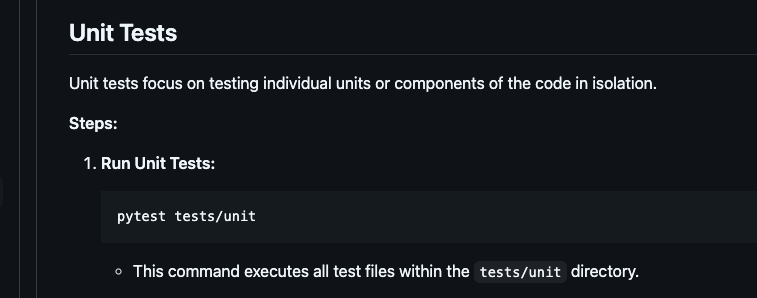 Unit Tests
Unit tests focus on testing individual units or components of the code in isolation.
Steps:
1. Run Unit Tests:
pytest tests/unit
This command executes all test files within the tests/unit directory.